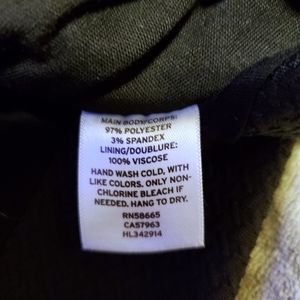 MAIN BODY/CORPS:
97% POLYESTER
3% SPANDEX
LINING/DOUBLURE:
100% VISCOSE
HAND WASH COLD, WITH
LIKE COLORS. ONLY NON-
CHLORINE BLEACH IF
NEEDED. HANG TO DRY.
RN58665
CA57963
HL342914